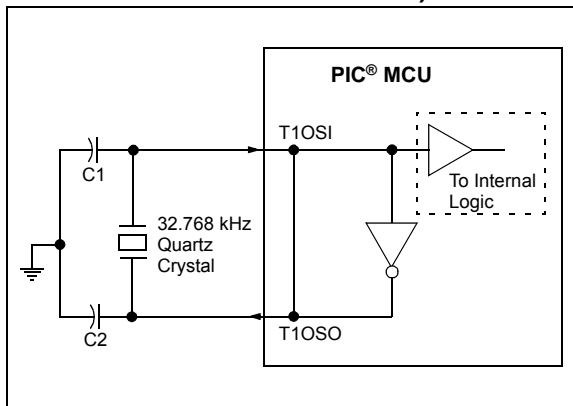 PIC® MCU
T1OSI
C1
To Internal
Logic
32.768 kHz
Quartz
Crystal
C2
T1OSO